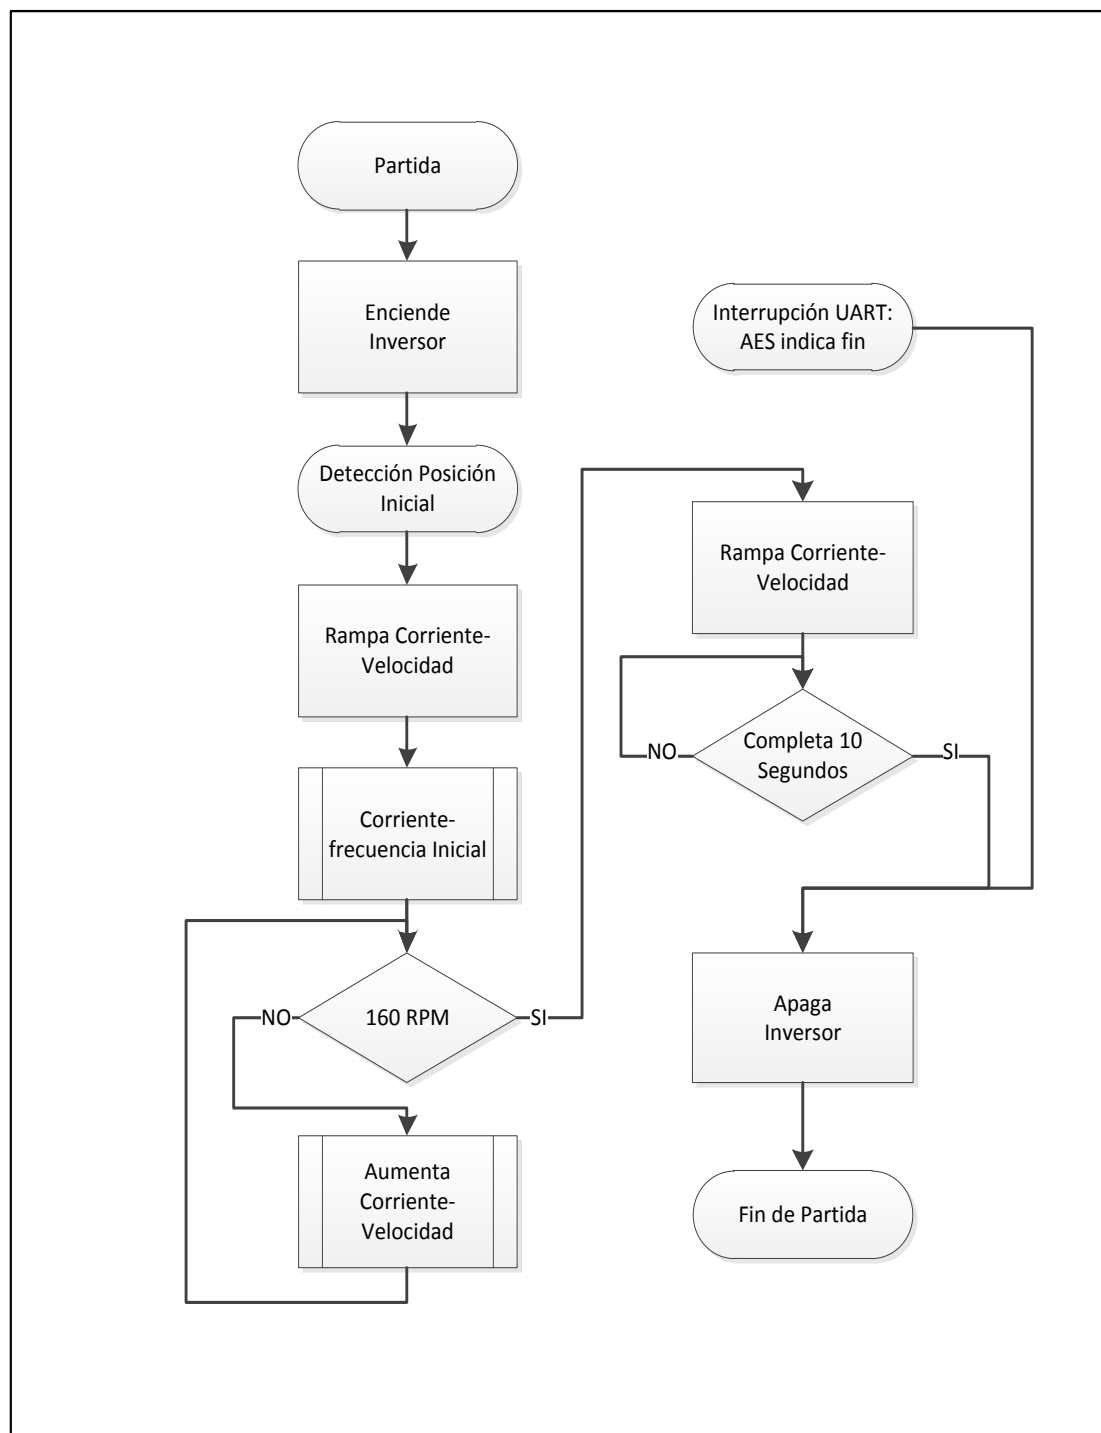 Partida
Enciende
Inversor
Detección Posición
Inicial
Rampa Corriente-
Velocidad
Corriente-
frecuencia Inicial
160 RPM
NO
SI
Aumenta
Corriente-
Velocidad
Interrupción UART:
AES indica fin
Rampa Corriente-
Velocidad
Completa 10
Segundos
NO
SI
Apaga
Inversor
Fin de Partida